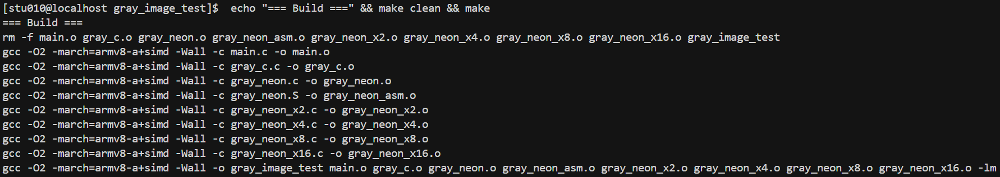 [stu010@localhost gray_image_test]$  echo "=== Build ===" && make clean && make
=== Build ===
rm -f main.o gray_c.o gray_neon.o gray_neon_asm.o gray_neon_x2.o gray_neon_x4.o gray_neon_x8.o gray_neon_x16.o gray_image_test
gcc -O2 -march=armv8-a+simd -Wall -c main.c -o main.o
gcc -O2 -march=armv8-a+simd -Wall -c gray_c.c -o gray_c.o
gcc -O2 -march=armv8-a+simd -Wall -c gray_neon.c -o gray_neon.o
gcc -O2 -march=armv8-a+simd -Wall -c gray_neon.S -o gray_neon_asm.o
gcc -O2 -march=armv8-a+simd -Wall -c gray_neon_x2.c -o gray_neon_x2.o
gcc -O2 -march=armv8-a+simd -Wall -c gray_neon_x4.c -o gray_neon_x4.o
gcc -O2 -march=armv8-a+simd -Wall -c gray_neon_x8.c -o gray_neon_x8.o
gcc -O2 -march=armv8-a+simd -Wall -c gray_neon_x16.c -o gray_neon_x16.o
gcc -O2 -march=armv8-a+simd -Wall -o gray_image_test main.o gray_c.o gray_neon.o gray_neon_asm.o gray_neon_x2.o gray_neon_x4.o gray_neon_x8.o gray_neon_x16.o -lm